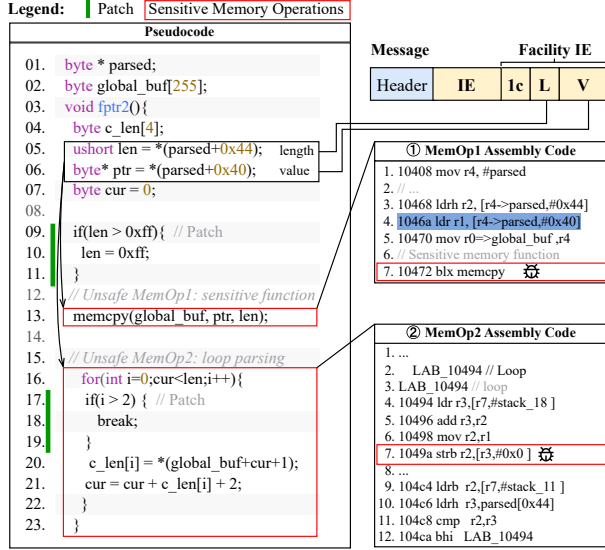 Legend: Patch Sensitive Memory Operations
Pseudocode
01. byte * parsed;
02. byte global_buf[255];
03. void fptr2(){
04. byte c_len[4];
05. ushort len = *(parsed+0x44); length
06. byte* ptr = *(parsed+0x40); value
07. byte cur = 0;
08.
09. if(len > 0xff){ // Patch
10. len = 0xff;
11. }
12. // Unsafe MemOp1: sensitive function
13. memcpy(global_buf, ptr, len);
14.
15. // Unsafe MemOp2: loop parsing
16. for(int i=0;cur<len;i++){
17. if(i > 2) { // Patch
18. break;
19. }
20. c_len[i] = *(global_buf+cur+1);
21. cur = cur + c_len[i] + 2;
22. }
23. }
Message Facility IE
Header IE 1c L V
① MemOp1 Assembly Code
1. 10408 mov r4, #parsed
2. // ...
3. 10468 ldrh r2, [r4->parsed,#0x44]
4. 1046a ldr r1, [r4->parsed,#0x40]
5. 10470 mov r0=>global_buf ,r4
6. // Sensitive memory function
7. 10472 blx memcpy
② MemOp2 Assembly Code
1. ...
2. LAB_10494 // Loop
3. LAB_10494 // loop
4. 10494 ldr r3,[r7,#stack_18 ]
5. 10496 add r3,r2
6. 10498 mov r2,r1
7. 1049a strb r2,[r3,#0x0 ]
8. ...
9. 104c4 ldrb r2,[r7,#stack_11 ]
10. 104c6 ldrh r3,parsed[0x44]
11. 104c8 cmp r2,r3
12. 104ca bhi LAB_10494